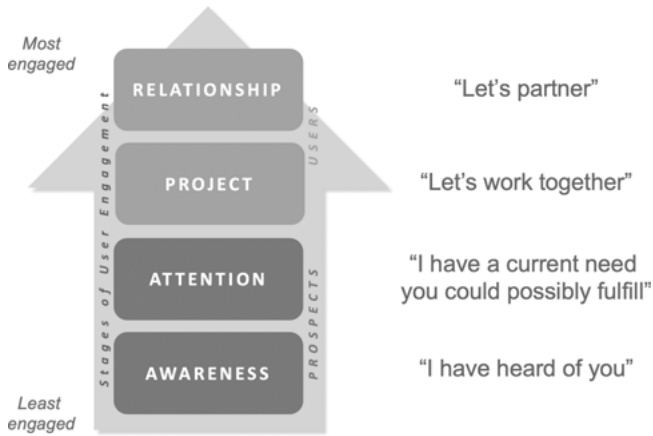 Most
engaged
RELATIONSHIP
“Let’s partner”
USERS
PROJECT
“Let’s work together”
Stages of User Engagement
ATTENTION
“I have a current need
you could possibly fulfill”
PROSPECTS
AWARENESS
“I have heard of you”
Least
engaged